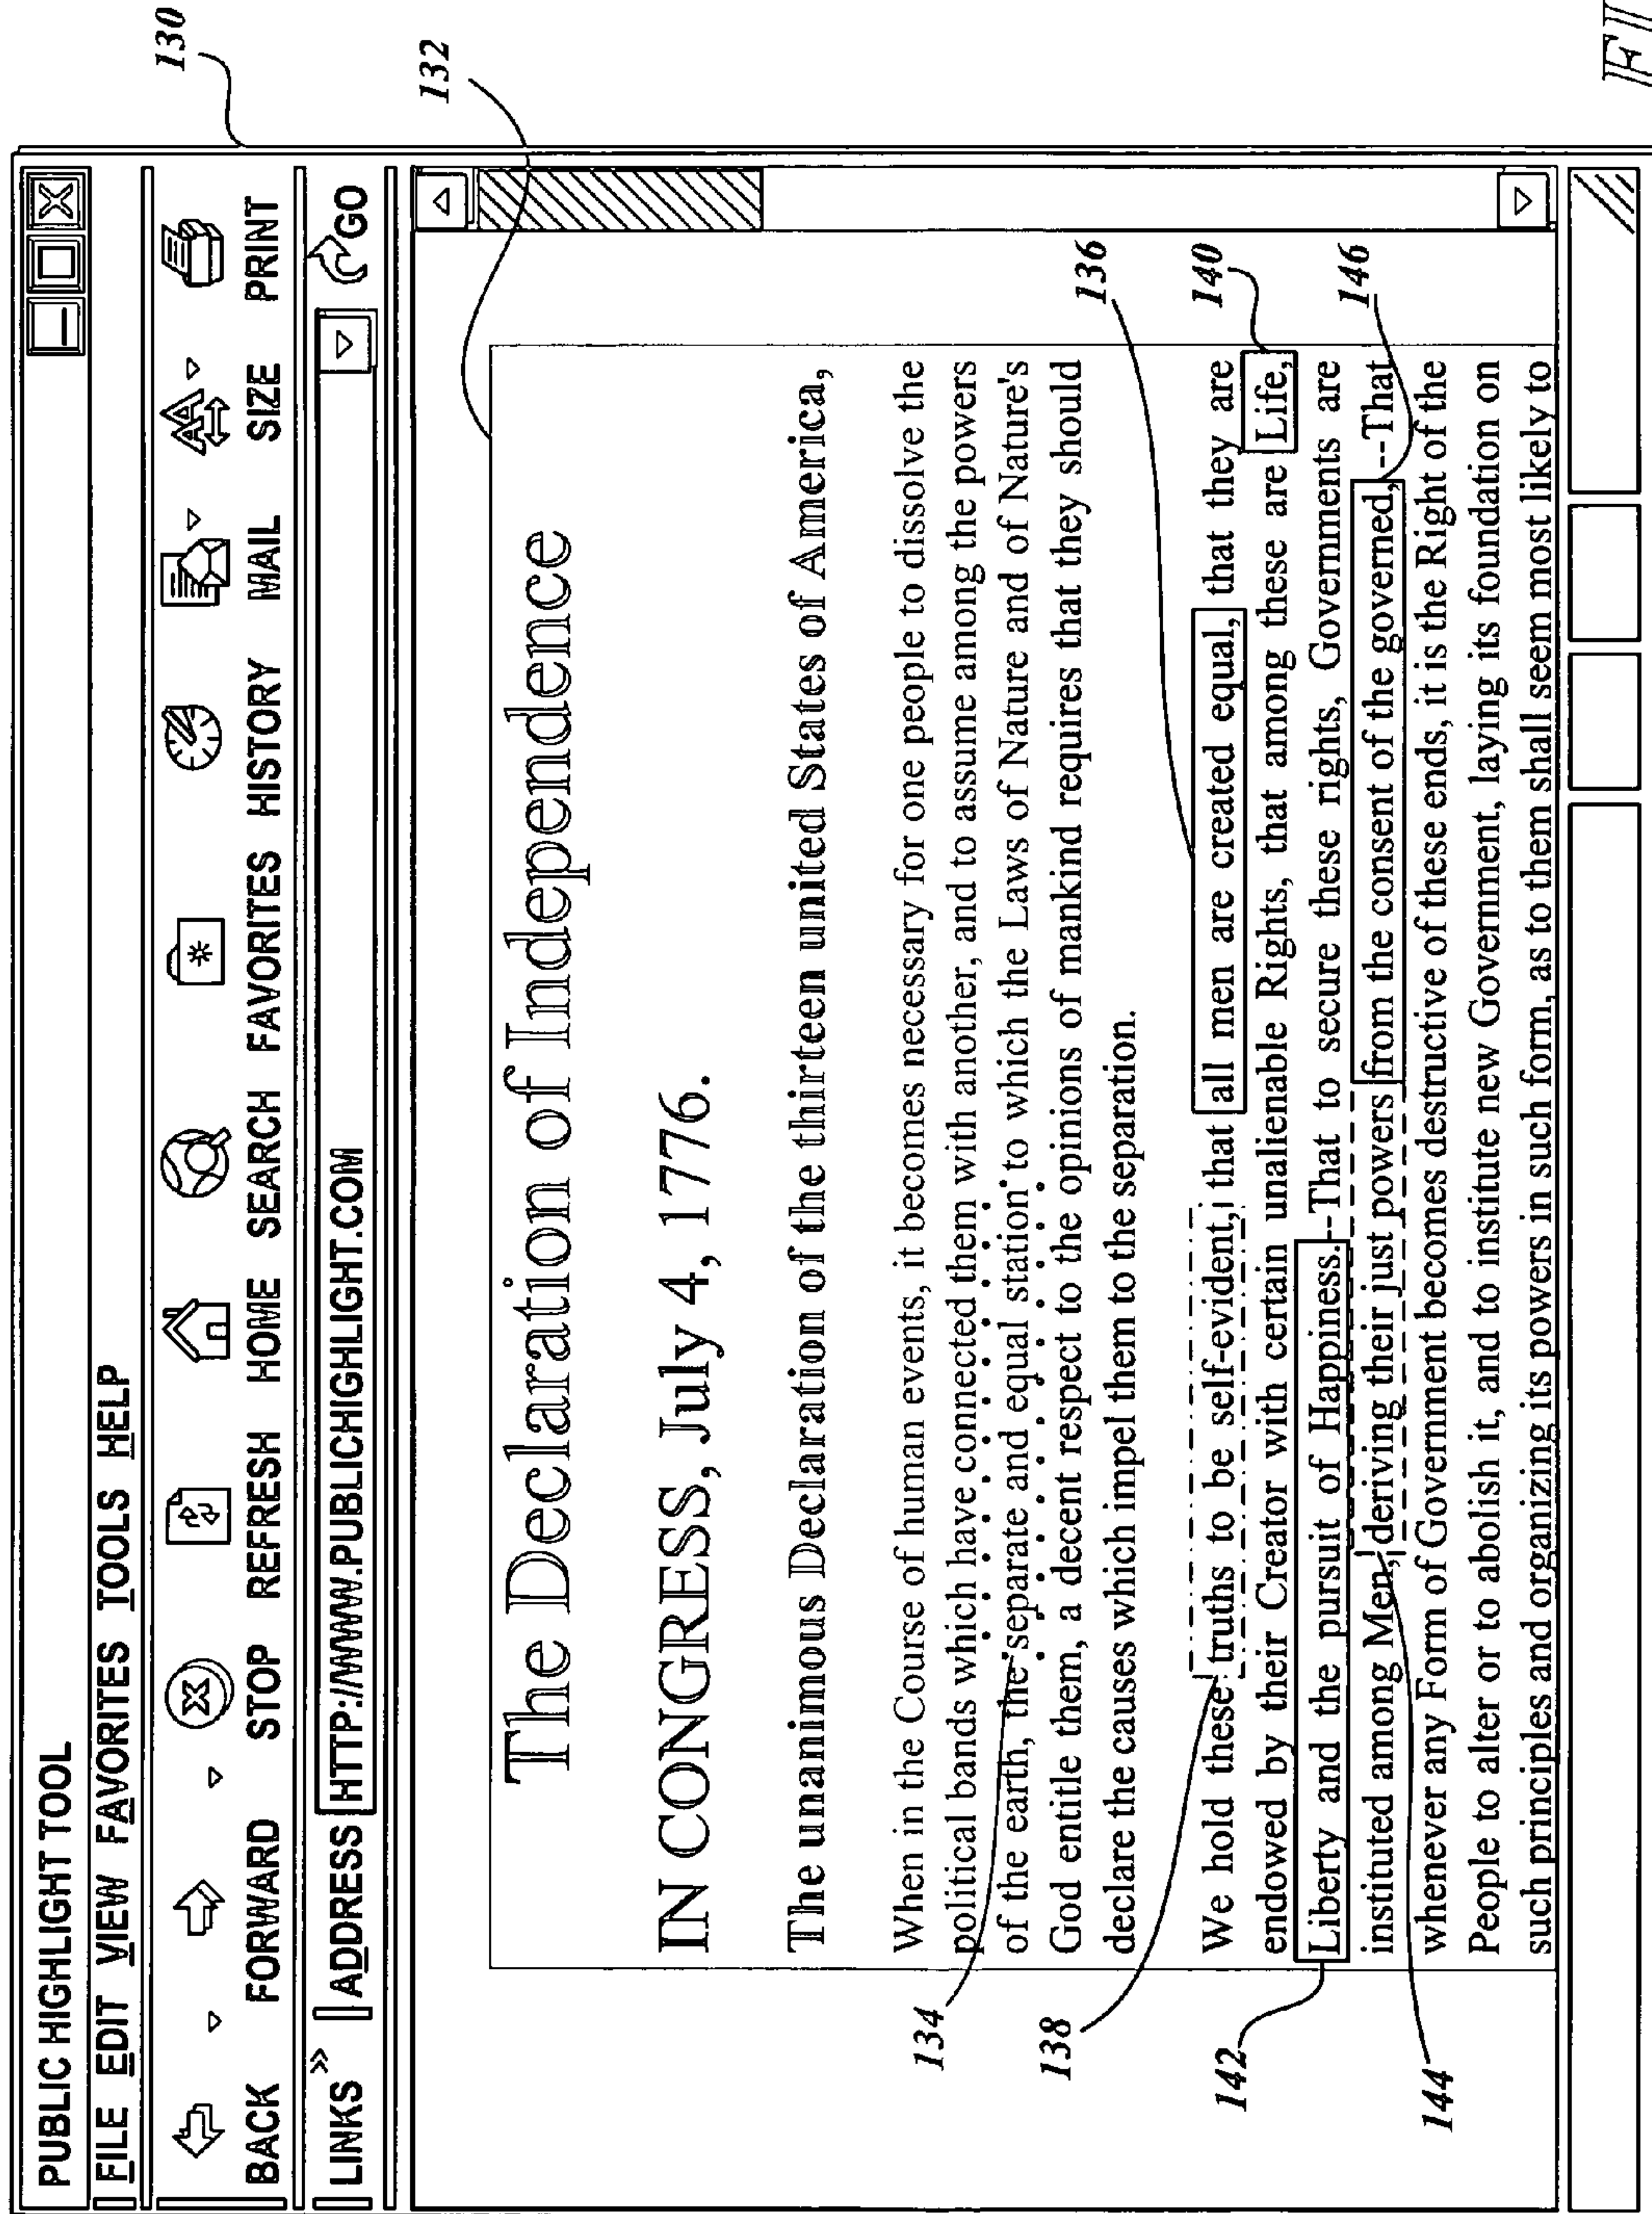 PUBLIC HIGHLIGHT TOOL
FILE EDIT VIEW FAVORITES TOOLS HELP
BACK FORWARD STOP REFRESH HOME SEARCH FAVORITES HISTORY MAIL SIZE PRINT
LINKS >> ADDRESS HTTP://WWW.PUBLICHIGHLIGHT.COM GO
130
132
The Declaration of Independence
IN CONGRESS, July 4, 1776.
The unanimous Declaration of the thirteen united States of America,
When in the Course of human events, it becomes necessary for one people to dissolve the
political bands which have connected them with another, and to assume among the powers
of the earth, the separate and equal station to which the Laws of Nature and of Nature's
God entitle them, a decent respect to the opinions of mankind requires that they should
declare the causes which impel them to the separation.
134
136
We hold these truths to be self-evident, that all men are created equal, that they are
endowed by their Creator with certain unalienable Rights, that among these are Life,
Liberty and the pursuit of Happiness.--That to secure these rights, Governments are
instituted among Men, deriving their just powers from the consent of the governed, --That
whenever any Form of Government becomes destructive of these ends, it is the Right of the
People to alter or to abolish it, and to institute new Government, laying its foundation on
such principles and organizing its powers in such form, as to them shall seem most likely to
138
140
142
144
146